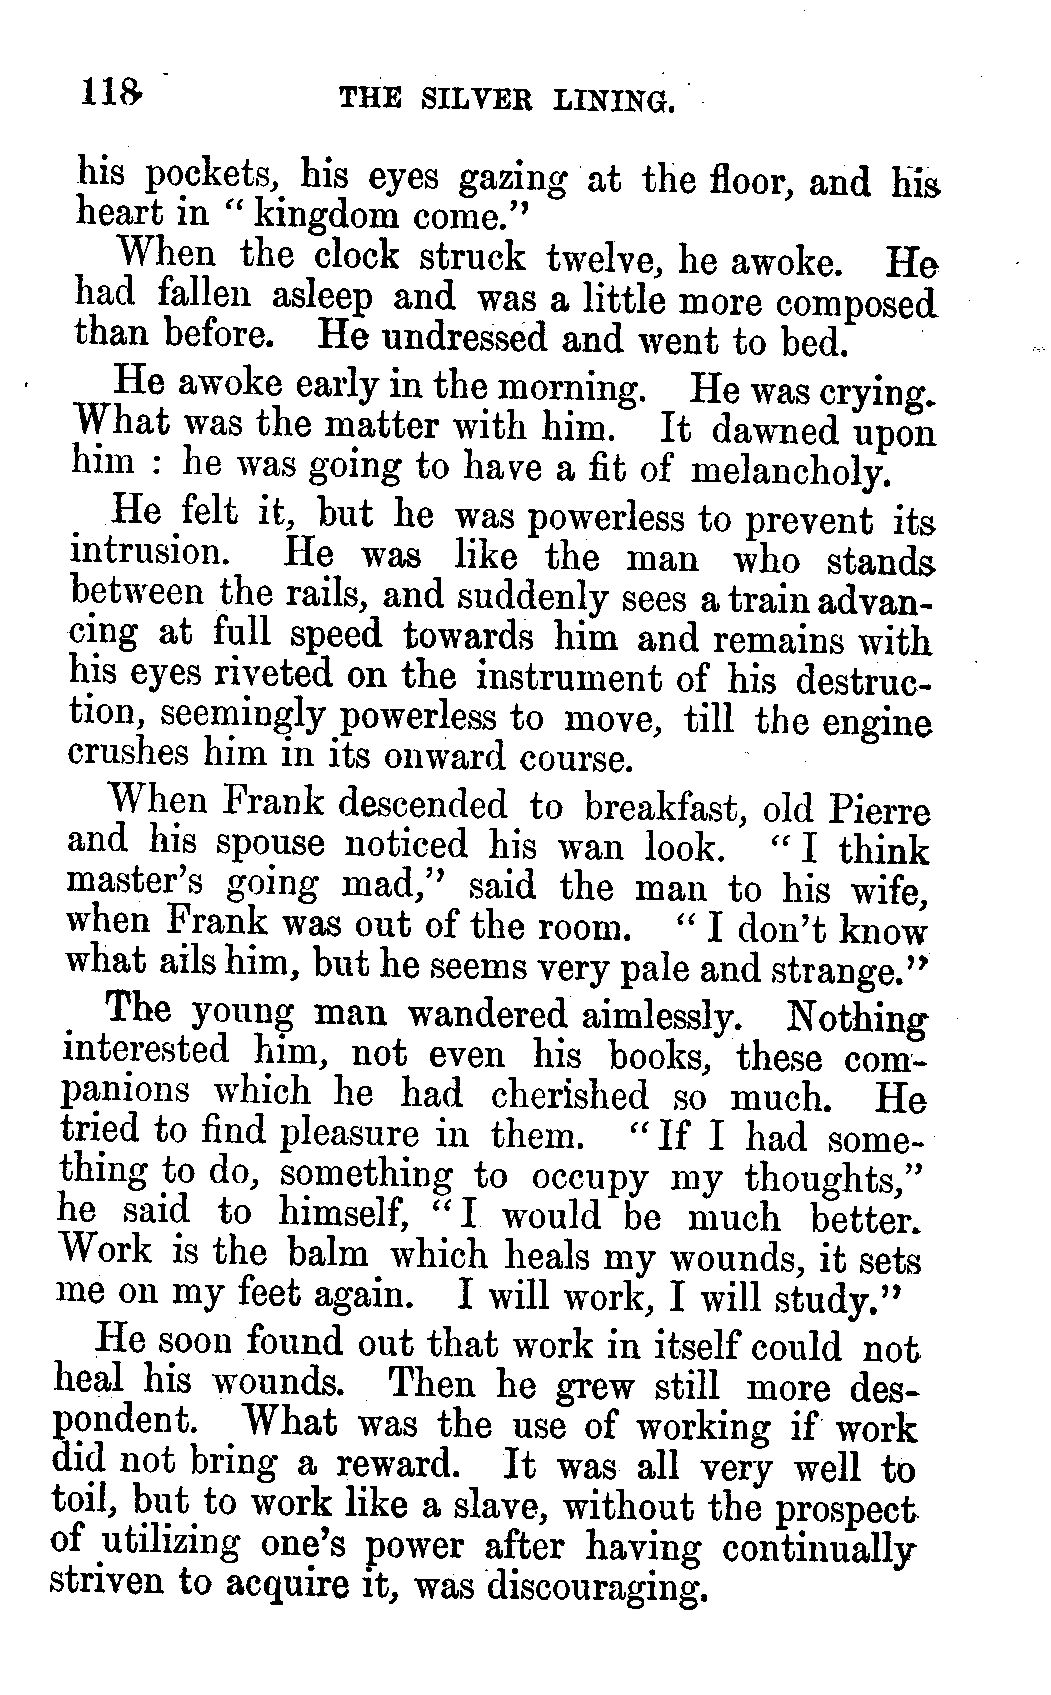 118 THE SILVER LINING.
his pockets, his eyes gazing at the floor, and his
heart in “ kingdom come.”
When the clock struck twelve, he awoke. He
had fallen asleep and was a little more composed
than before. He undressed and went to bed.
He awoke early in the morning. He was crying.
What was the matter with him. It dawned upon
him : he was going to have a fit of melancholy.
He felt it, but he was powerless to prevent its
intrusion. He was like the man who stands
between the rails, and suddenly sees a train advan-
cing at full speed towards him and remains with
his eyes riveted on the instrument of his destruc-
tion, seemingly powerless to move, till the engine
crushes him in its onward course.
When Frank descended to breakfast, old Pierre
and his spouse noticed his wan look. “ I think
master’s going mad,” said the man to his wife,
when Frank was out of the room. “ I don’t know
what ails him, but he seems very pale and strange.”
The young man wandered aimlessly. Nothing
interested him, not even his books, these com-
panions which he had cherished so much. He
tried to find pleasure in them. “ If I had some-
thing to do, something to occupy my thoughts,”
he said to himself, “ I would be much better.
Work is the balm which heals my wounds, it sets
me on my feet again. I will work, I will study.”
He soon found out that work in itself could not
heal his wounds. Then he grew still more des-
pondent. What was the use of working if work
did not bring a reward. It was all very well to
toil, but to work like a slave, without the prospect
of utilizing one’s power after having continually
striven to acquire it, was discouraging.